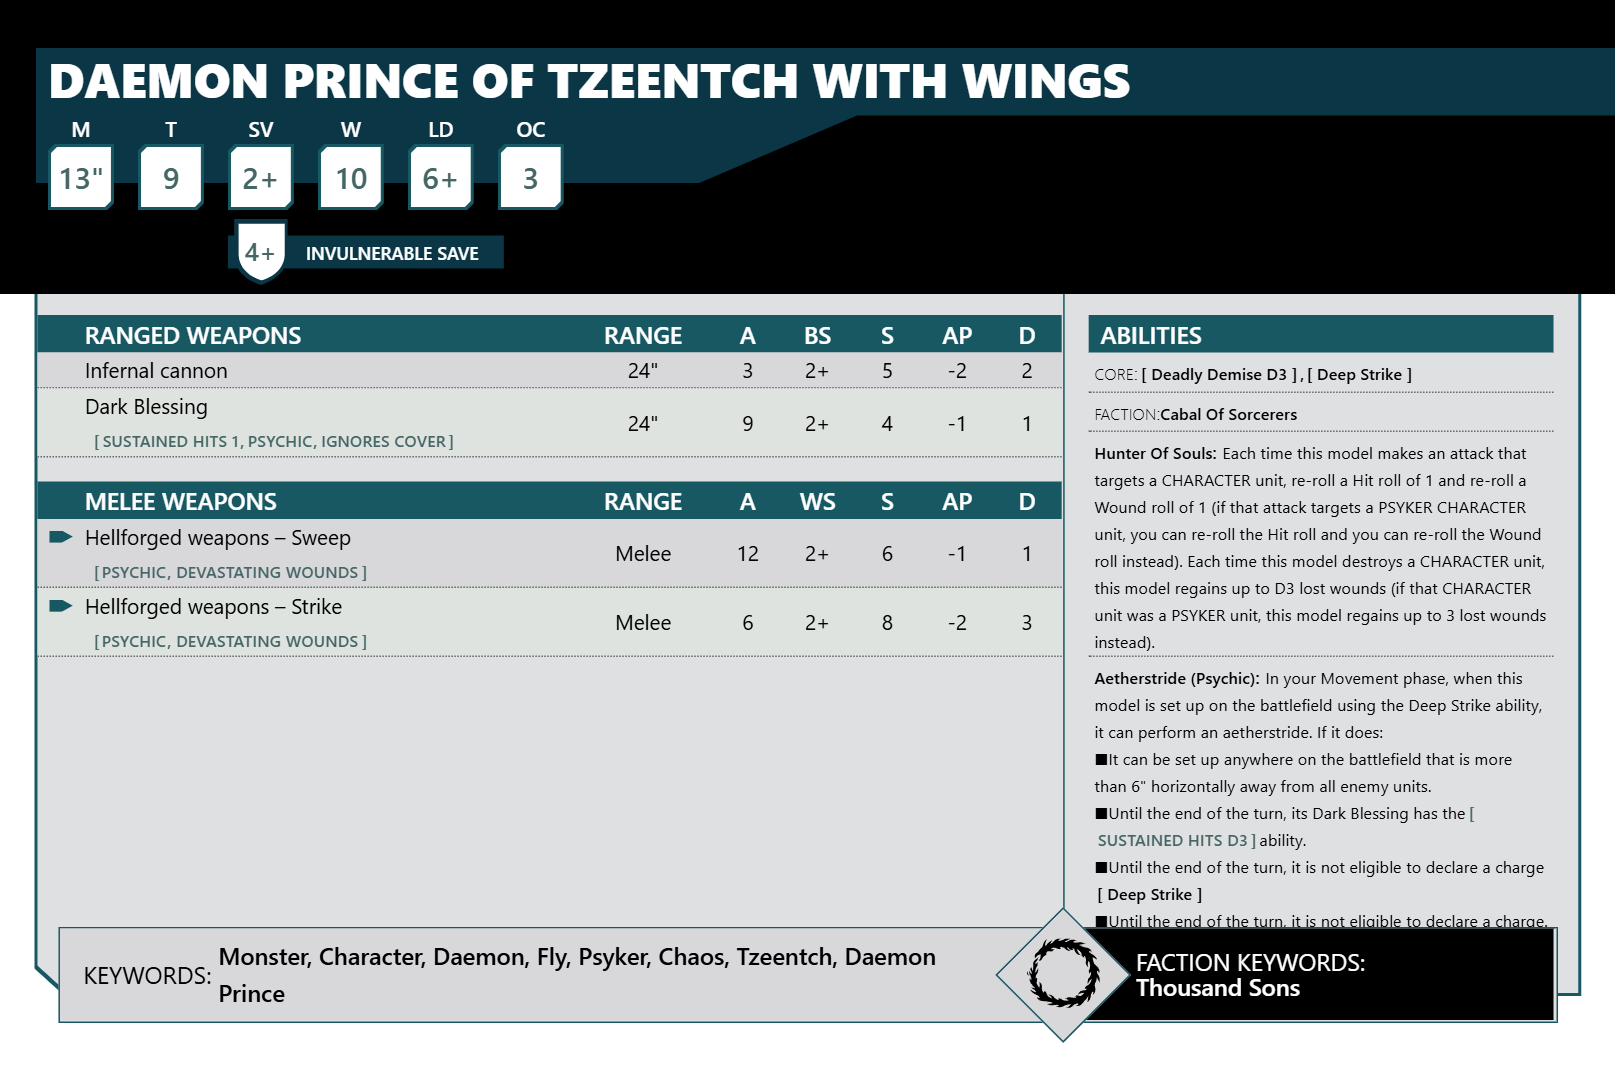 DAEMON PRINCE OF TZEENTCH WITH WINGS
M T SV W LD OC
13" 9 2+ 10 6+ 3
4+ INVULNERABLE SAVE
RANGED WEAPONS RANGE A BS S AP D
Infernal cannon 24" 3 2+ 5 -2 2
Dark Blessing 24" 9 2+ 4 -1 1
[ SUSTAINED HITS 1, PSYCHIC, IGNORES COVER ]
MELEE WEAPONS RANGE A WS S AP D
Hellforged weapons – Sweep Melee 12 2+ 6 -1 1
[ PSYCHIC, DEVASTATING WOUNDS ]
Hellforged weapons – Strike Melee 6 2+ 8 -2 3
[ PSYCHIC, DEVASTATING WOUNDS ]
ABILITIES
CORE: [ Deadly Demise D3 ] , [ Deep Strike ]
FACTION:Cabal Of Sorcerers
Hunter Of Souls: Each time this model makes an attack that
targets a CHARACTER unit, re-roll a Hit roll of 1 and re-roll a
Wound roll of 1 (if that attack targets a PSYKER CHARACTER
unit, you can re-roll the Hit roll and you can re-roll the Wound
roll instead). Each time this model destroys a CHARACTER unit,
this model regains up to D3 lost wounds (if that CHARACTER
unit was a PSYKER unit, this model regains up to 3 lost wounds
instead).
Aetherstride (Psychic): In your Movement phase, when this
model is set up on the battlefield using the Deep Strike ability,
it can perform an aetherstride. If it does:
■It can be set up anywhere on the battlefield that is more
than 6" horizontally away from all enemy units.
■Until the end of the turn, its Dark Blessing has the [
SUSTAINED HITS D3 ] ability.
■Until the end of the turn, it is not eligible to declare a charge
[ Deep Strike ]
■Until the end of the turn, it is not eligible to declare a charge.
KEYWORDS: Monster, Character, Daemon, Fly, Psyker, Chaos, Tzeentch, Daemon
Prince
FACTION KEYWORDS:
Thousand Sons